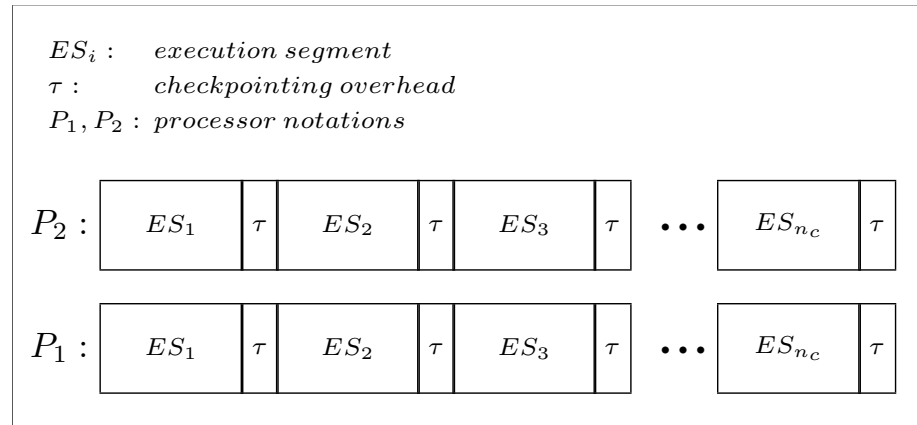 ES_i : execution segment
τ : checkpointing overhead
P_1, P_2 : processor notations
P_2 : ES_1 τ ES_2 τ ES_3 τ ••• ES_{n_c} τ
P_1 : ES_1 τ ES_2 τ ES_3 τ ••• ES_{n_c} τ